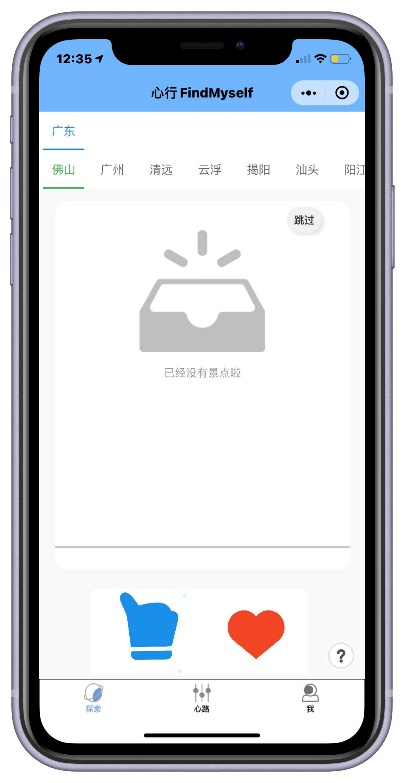 12:35
心行 FindMyself
广东
佛山 广州 清远 云浮 揭阳 汕头 阳江
跳过
已经没有景点啦
?
探索 心路 我